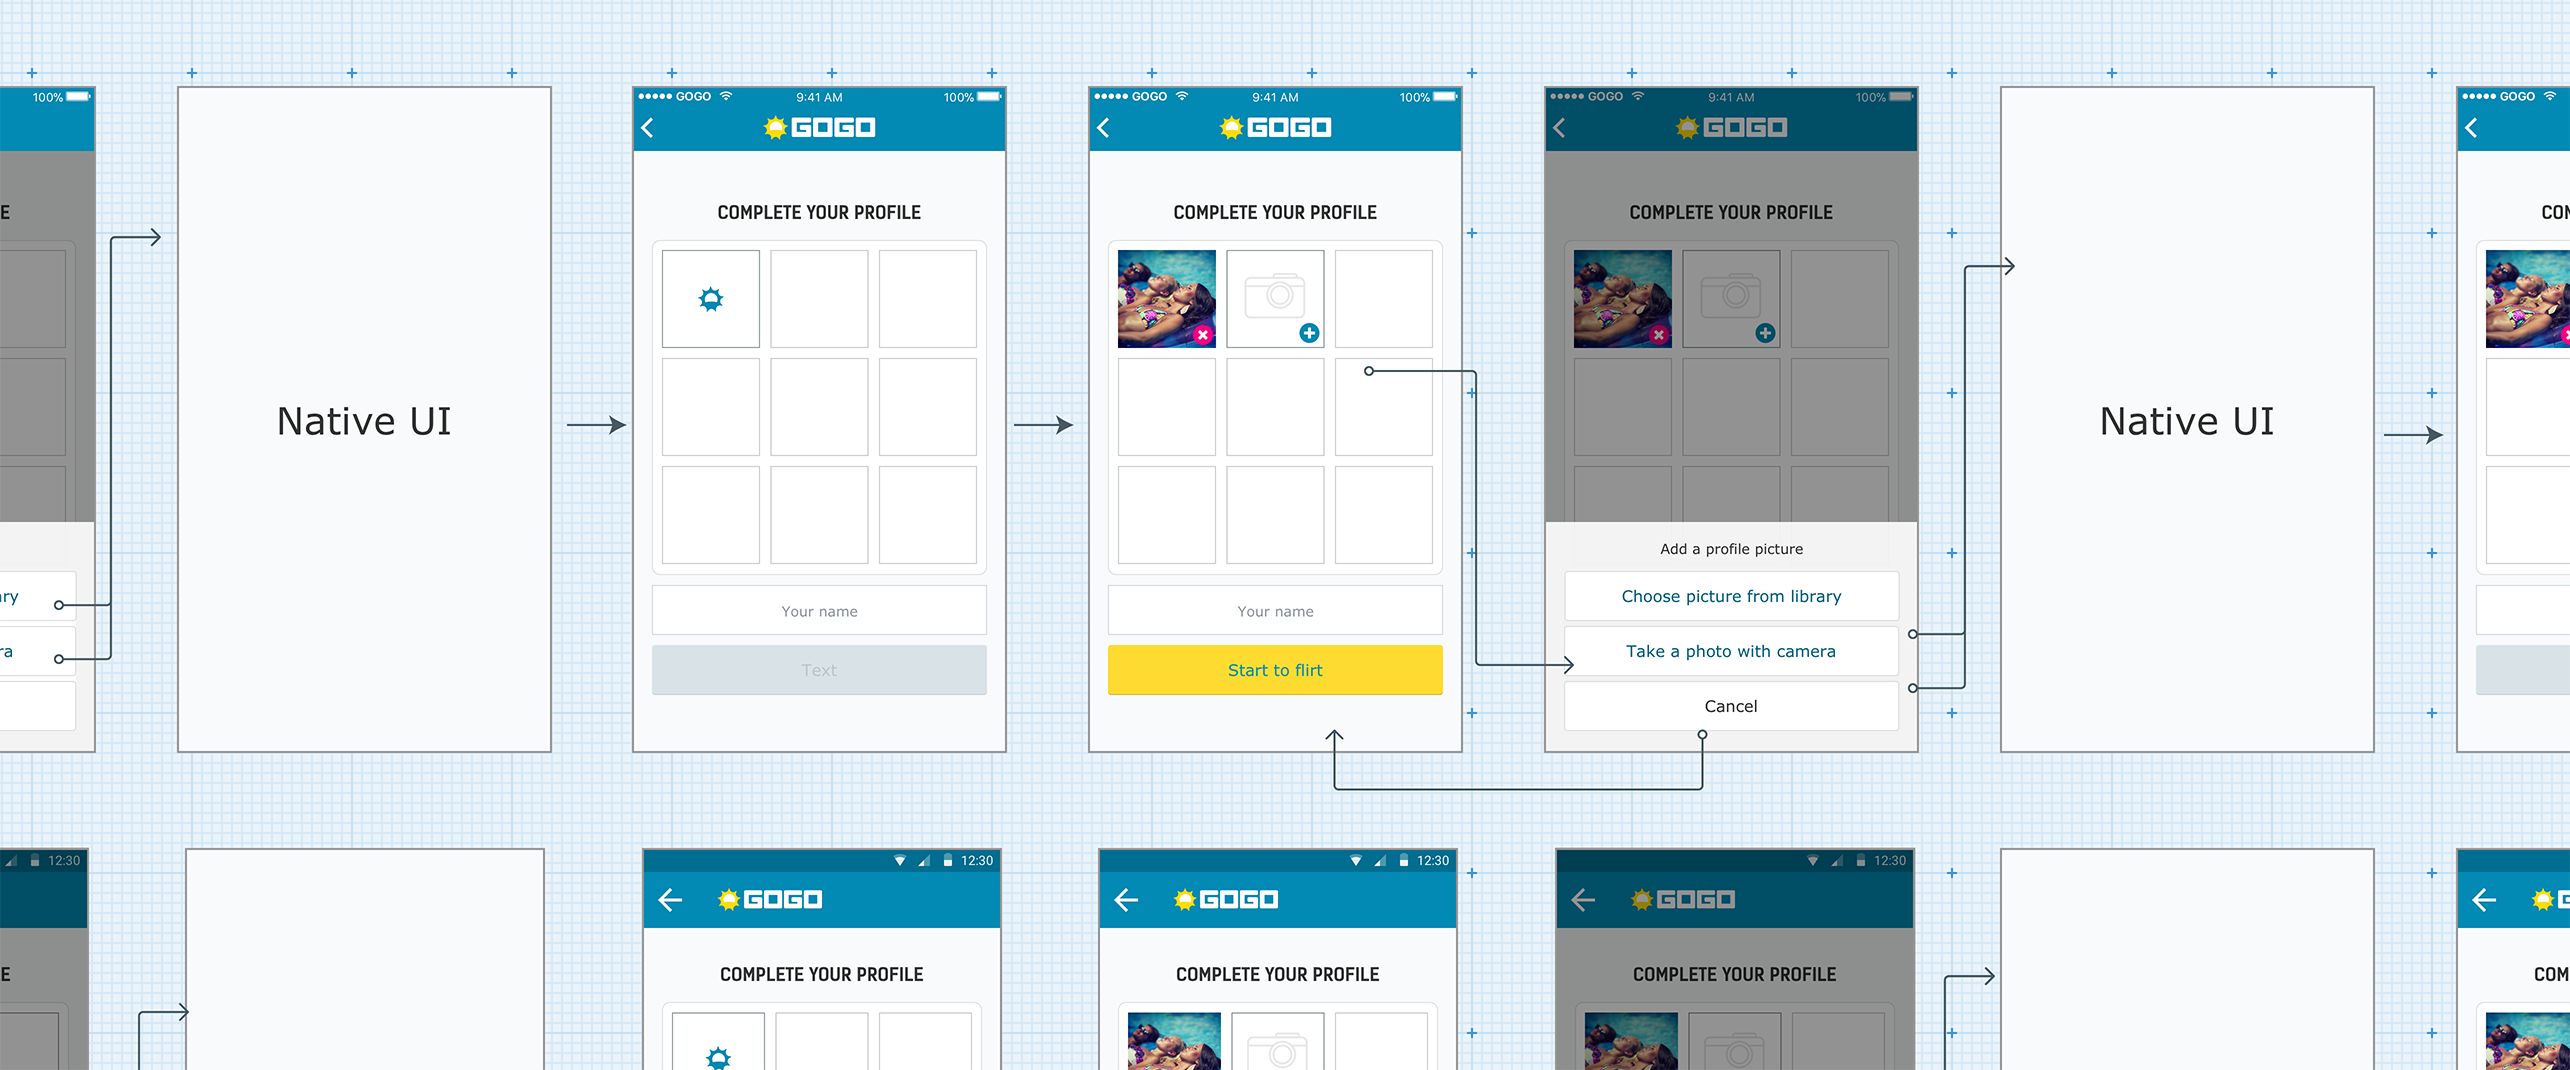 100%
E
ary
ra
Native UI
GOGO 9:41 AM 100%
GOGO
COMPLETE YOUR PROFILE
Your name
Text
GOGO 9:41 AM 100%
GOGO
COMPLETE YOUR PROFILE
Your name
Start to flirt
GOGO 9:41 AM 100%
GOGO
COMPLETE YOUR PROFILE
Add a profile picture
Choose picture from library
Take a photo with camera
Cancel
Native UI
GOGO
COM
12:30
E
12:30
GOGO
COMPLETE YOUR PROFILE
12:30
GOGO
COMPLETE YOUR PROFILE
12:30
GOGO
COMPLETE YOUR PROFILE
G
COM